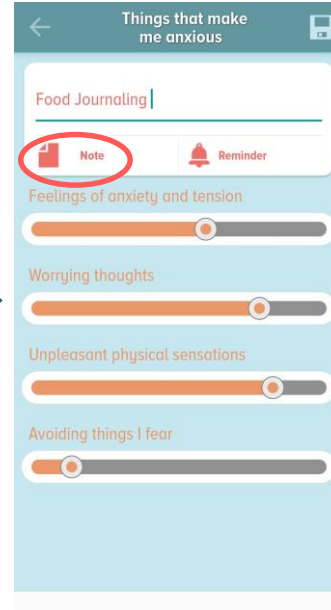 Things that make
me anxious
Food Journaling
Note
Reminder
Feelings of anxiety and tension
Worrying thoughts
Unpleasant physical sensations
Avoiding things I fear